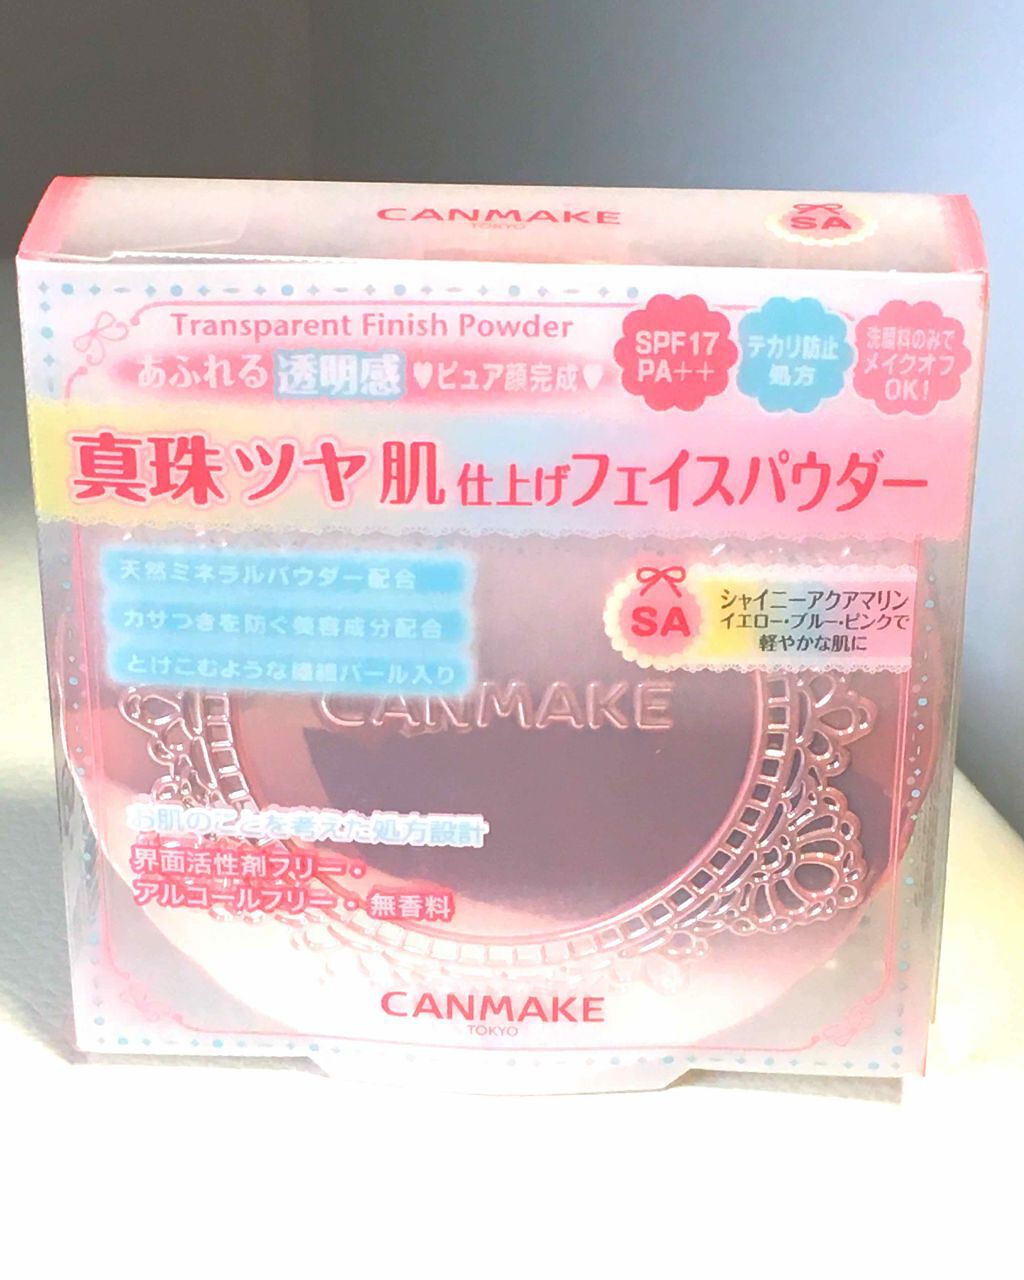 CANMAKE
TOKYO
SA
Transparent Finish Powder
あふれる透明感♥ピュア顔完成♥
SPF17
PA++
テカリ防止
処方
洗顔料のみで
メイクオフ
OK!
真珠ツヤ肌仕上げフェイスパウダー
天然ミネラルパウダー配合
カサつきを防ぐ美容成分配合
とけこむような繊細パール入り
SA
シャイニーアクアマリン
イエロー・ブルー・ピンクで
軽やかな肌に
CANMAKE
お肌のことを考えた処方設計
界面活性剤フリー・
アルコールフリー・無香料
CANMAKE
TOKYO